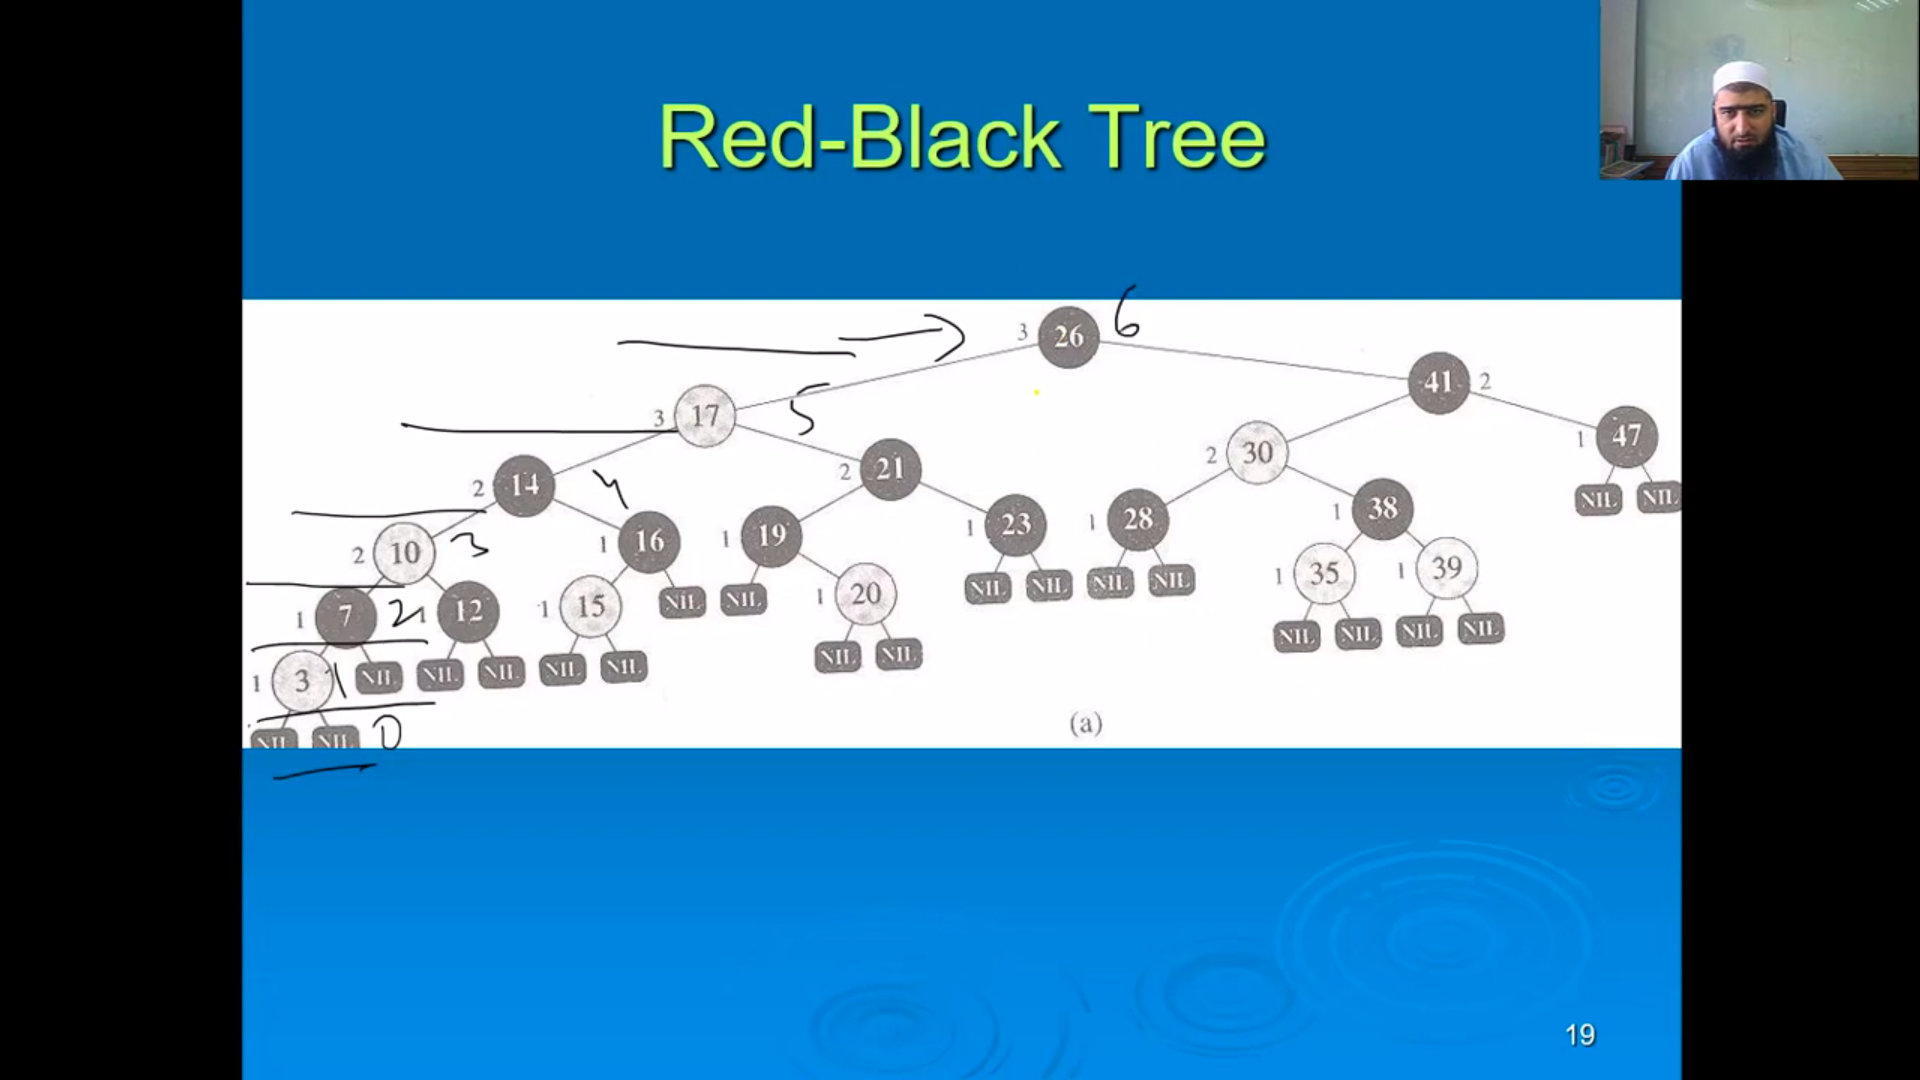 Red-Black Tree
3 26 6
41 2
3 17 5
2 14 4
2 21
2 30
1 47
NIL NIL
2 10 3
1 16
1 19
1 23
1 28
1 38
1 7 2
1 12
1 15
NIL
NIL
1 20
NIL NIL
NIL NIL
1 35
1 39
1 3 1
NIL
NIL NIL
NIL NIL
NIL NIL
NIL NIL
NIL NIL
NIL NIL 0
(a)
19